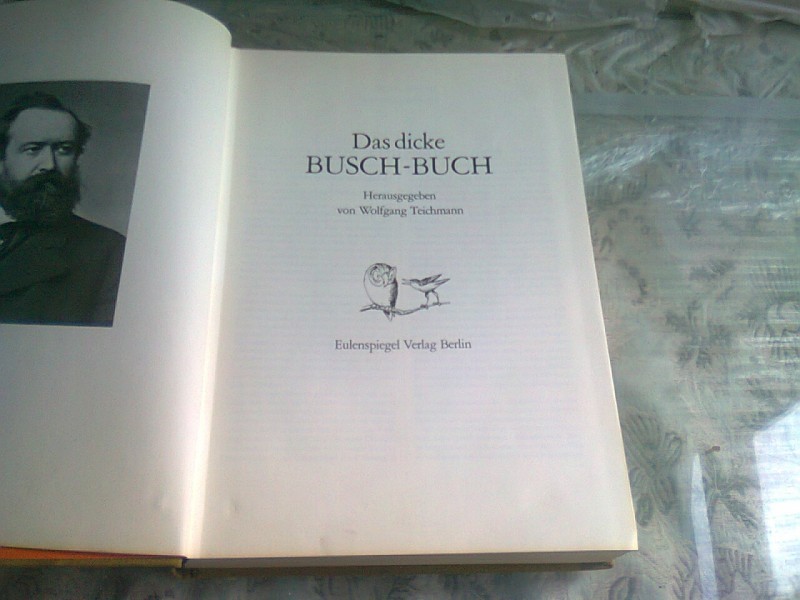 Das dicke
BUSCH-BUCH
Herausgegeben
von Wolfgang Teichmann
Eulenspiegel Verlag Berlin